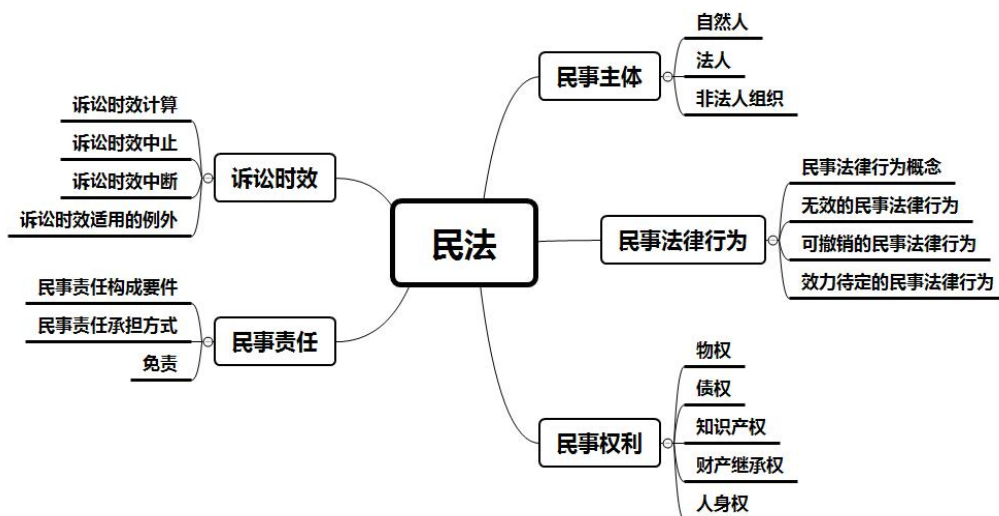 民法
民事主体
自然人
法人
非法人组织
民事法律行为
民事法律行为概念
无效的民事法律行为
可撤销的民事法律行为
效力待定的民事法律行为
民事权利
物权
债权
知识产权
财产继承权
人身权
诉讼时效
诉讼时效计算
诉讼时效中止
诉讼时效中断
诉讼时效适用的例外
民事责任
民事责任构成要件
民事责任承担方式
免责